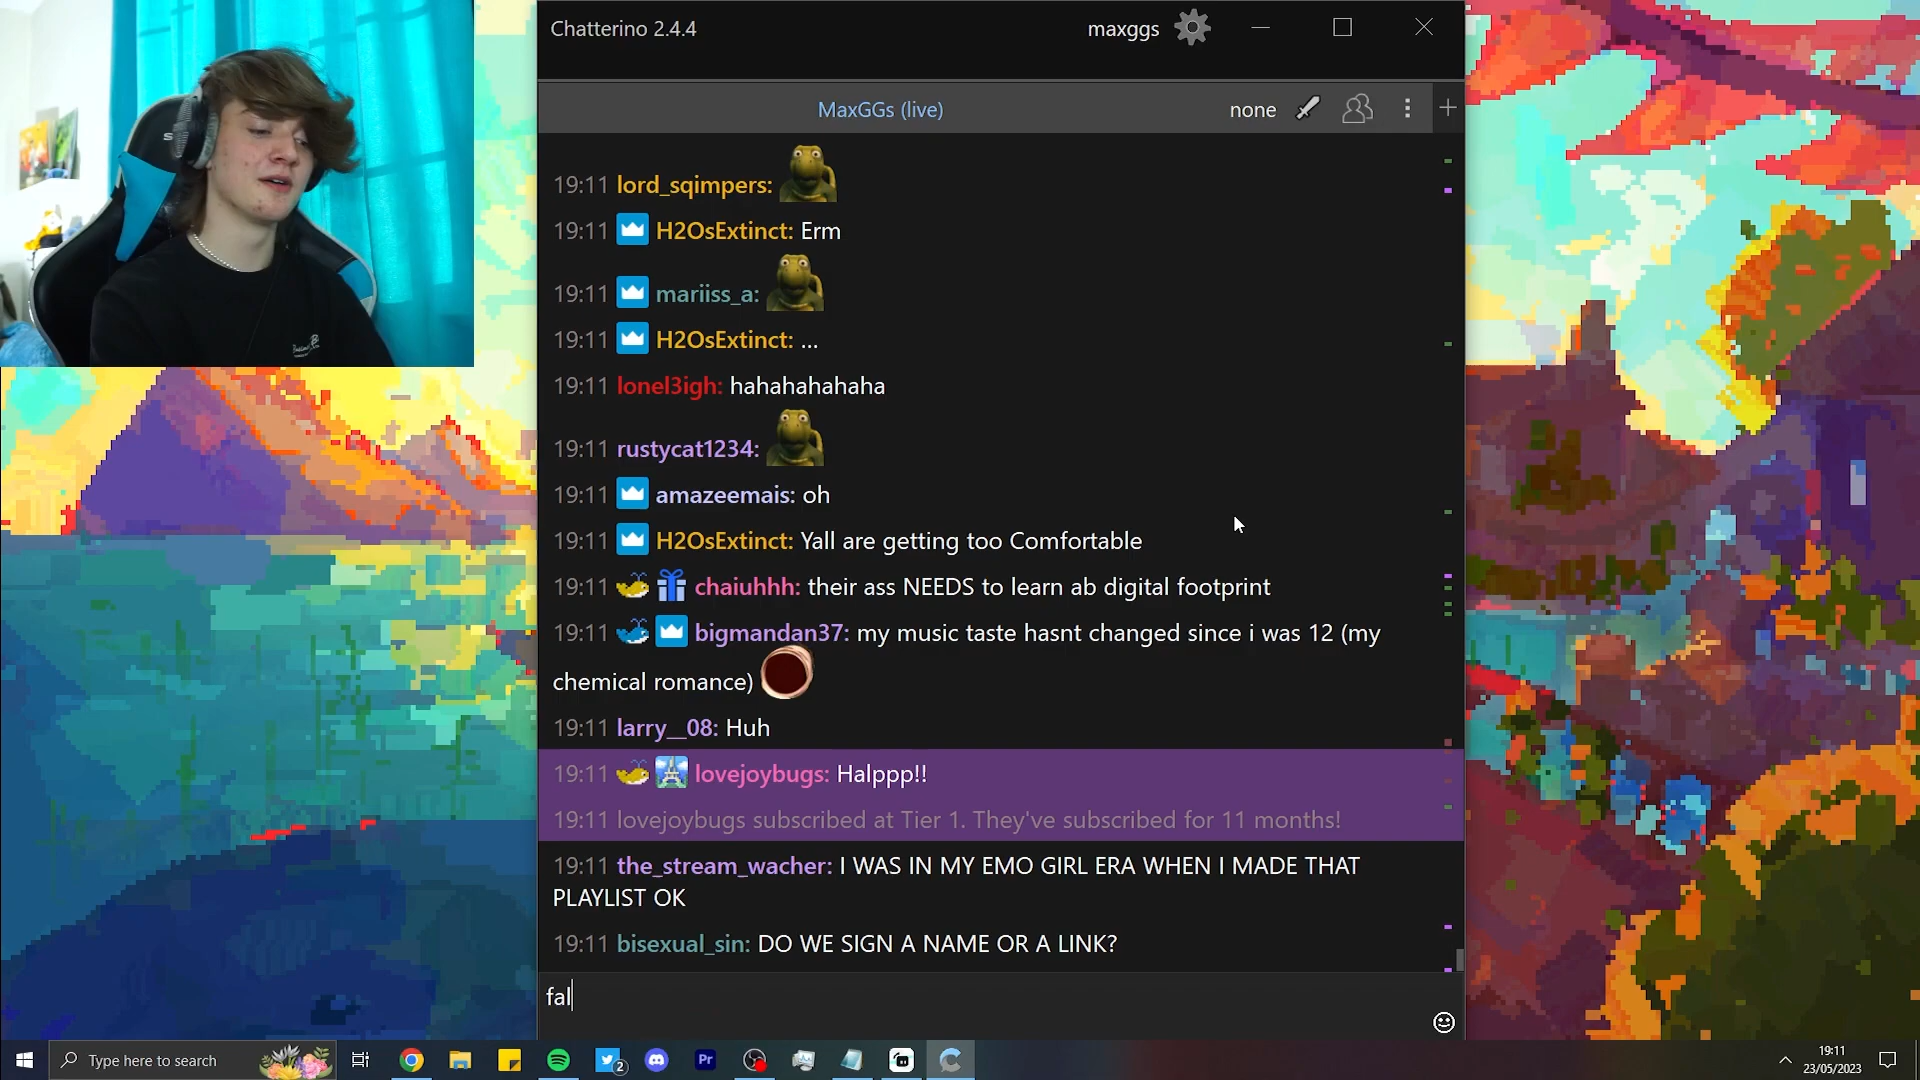 Chatterino 2.4.4
maxggs
MaxGGs (live)
none
19:11 lord_sqimpers:
19:11 H2OsExtinct: Erm
19:11 mariiss_a:
19:11 H2OsExtinct: ...
19:11 lonel3igh: hahahahahaha
19:11 rustycat1234:
19:11 amazeemais: oh
19:11 H2OsExtinct: Yall are getting too Comfortable
19:11 chaiuhhh: their ass NEEDS to learn ab digital footprint
19:11 bigmandan37: my music taste hasnt changed since i was 12 (my
chemical romance)
19:11 larry__08: Huh
19:11 lovejoybugs: Halppp!!
19:11 lovejoybugs subscribed at Tier 1. They've subscribed for 11 months!
19:11 the_stream_wacher: I WAS IN MY EMO GIRL ERA WHEN I MADE THAT
PLAYLIST OK
19:11 bisexual_sin: DO WE SIGN A NAME OR A LINK?
fal
Type here to search
2
Pr
19:11
23/05/2023